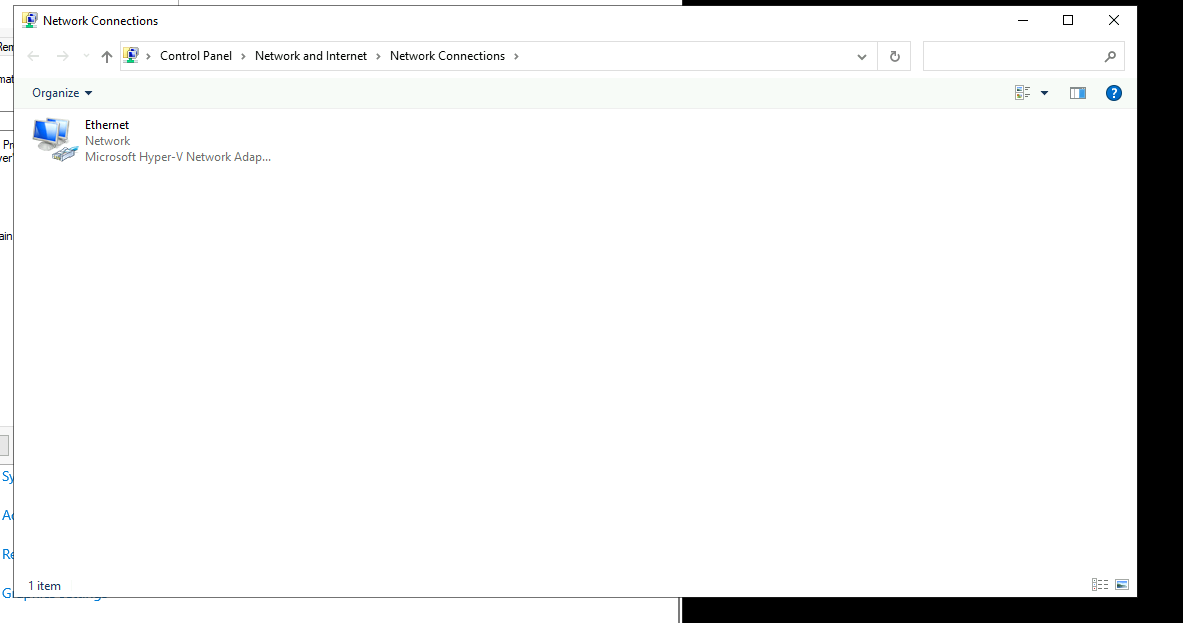 Network Connections
Control Panel > Network and Internet > Network Connections >
Organize
Ethernet
Network
Microsoft Hyper-V Network Adap...
1 item